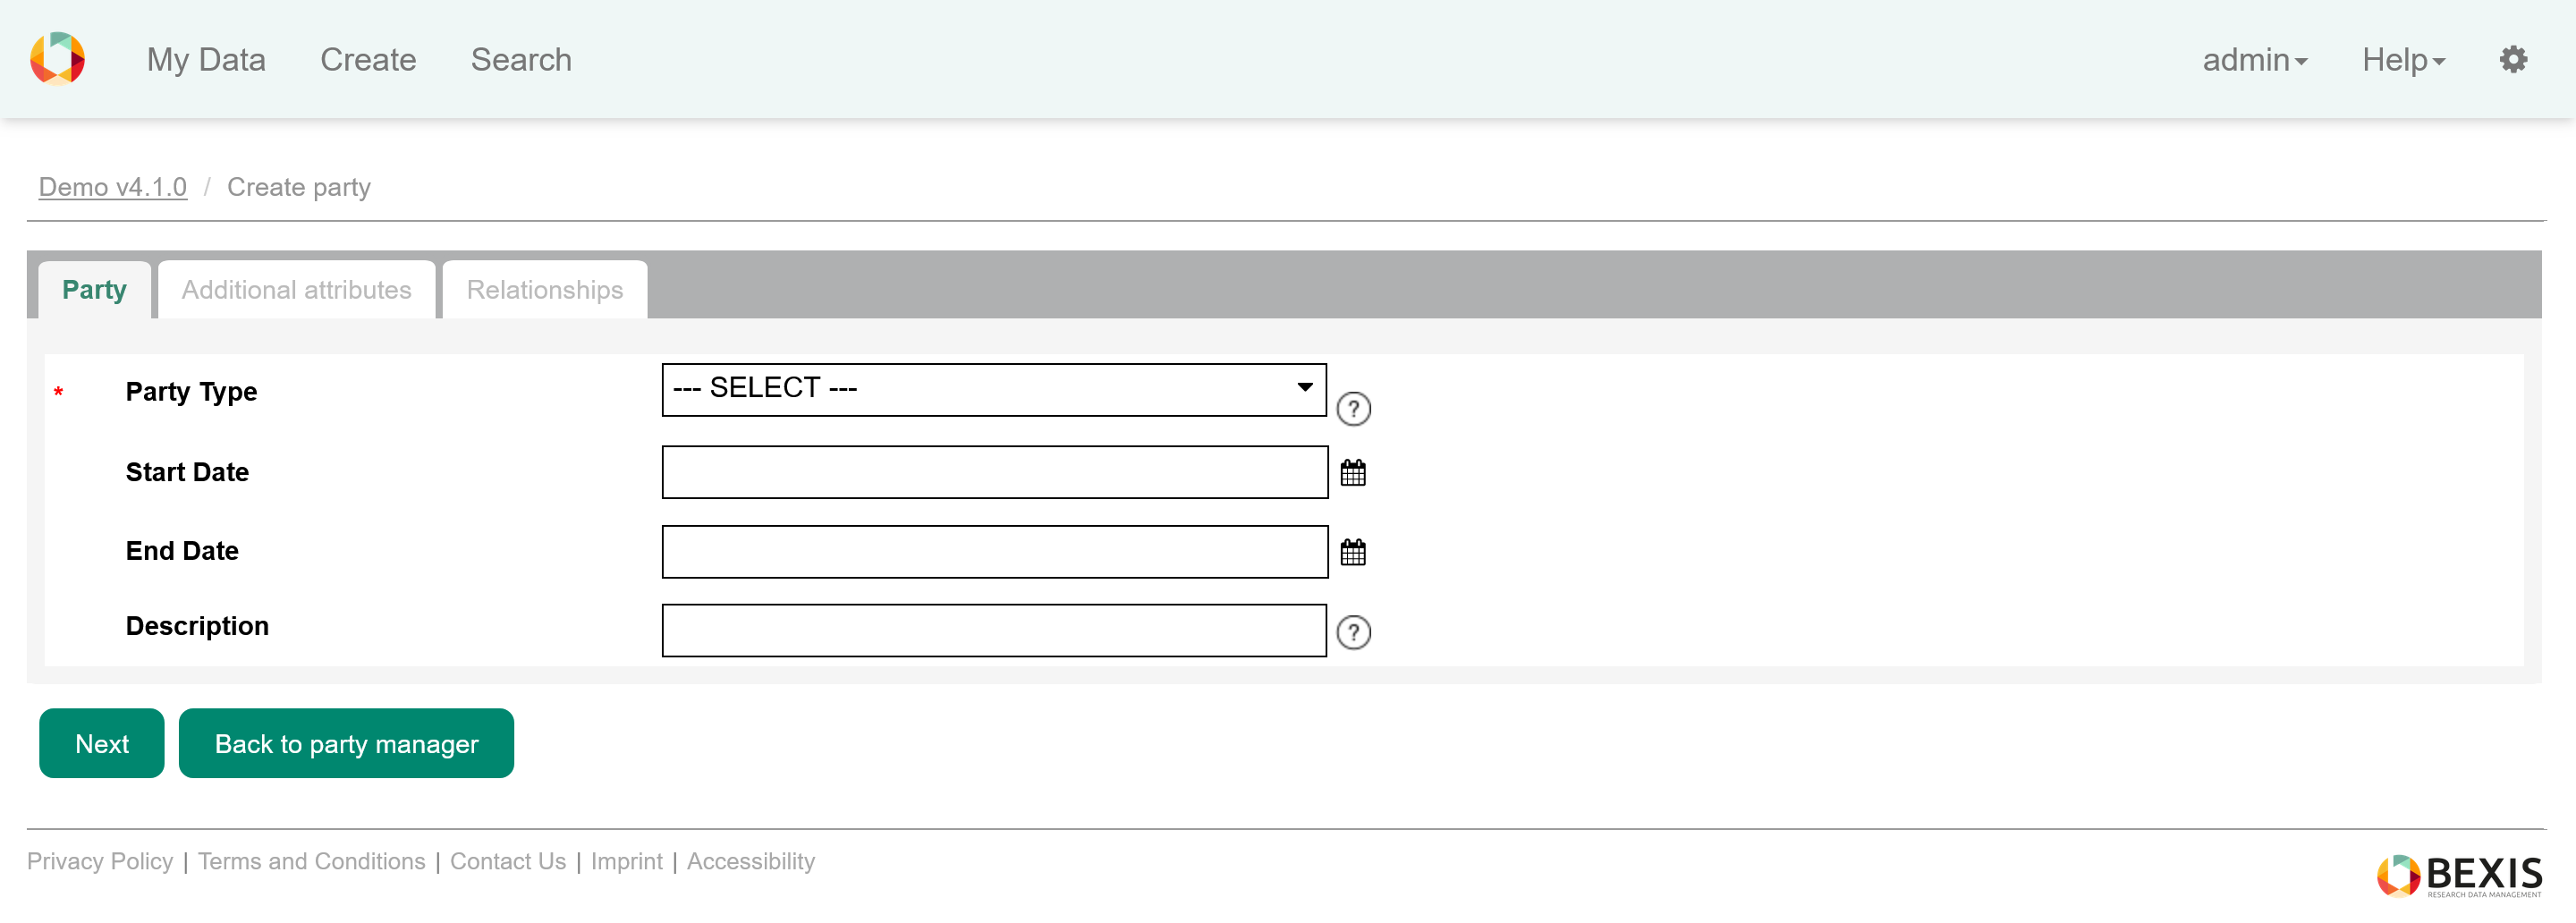 My Data Create Search admin Help
Demo v4.1.0 / Create party
Party Additional attributes Relationships
* Party Type --- SELECT --- ?
Start Date
End Date
Description ?
Next Back to party manager
Privacy Policy | Terms and Conditions | Contact Us | Imprint | Accessibility
BEXIS
RESEARCH DATA MANAGEMENT